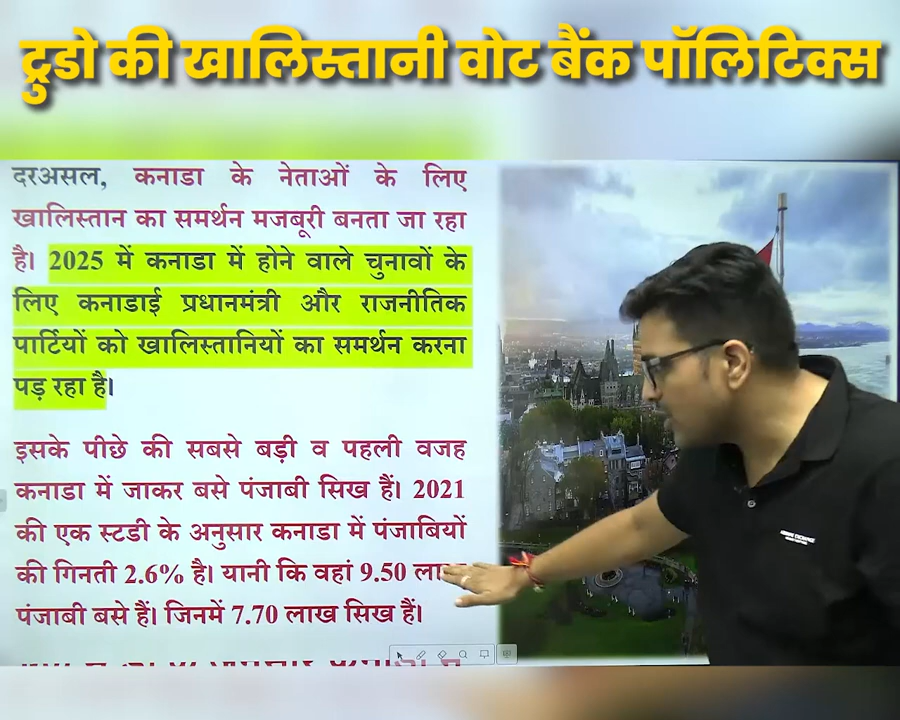 ट्रुडो की खालिस्तानी वोट बैंक पॉलिटिक्स
दरअसल, कनाडा के नेताओं के लिए
खालिस्तान का समर्थन मजबूरी बनता जा रहा
है। 2025 में कनाडा में होने वाले चुनावों के
लिए कनाडाई प्रधानमंत्री और राजनीतिक
पार्टियों को खालिस्तानियों का समर्थन करना
पड़ रहा है।
इसके पीछे की सबसे बड़ी व पहली वजह
कनाडा में जाकर बसे पंजाबी सिख हैं। 2021
की एक स्टडी के अनुसार कनाडा में पंजाबियों
की गिनती 2.6% है। यानी कि वहां 9.50
पंजाबी बसे हैं। जिनमें 7.70 लाख सिख हैं।